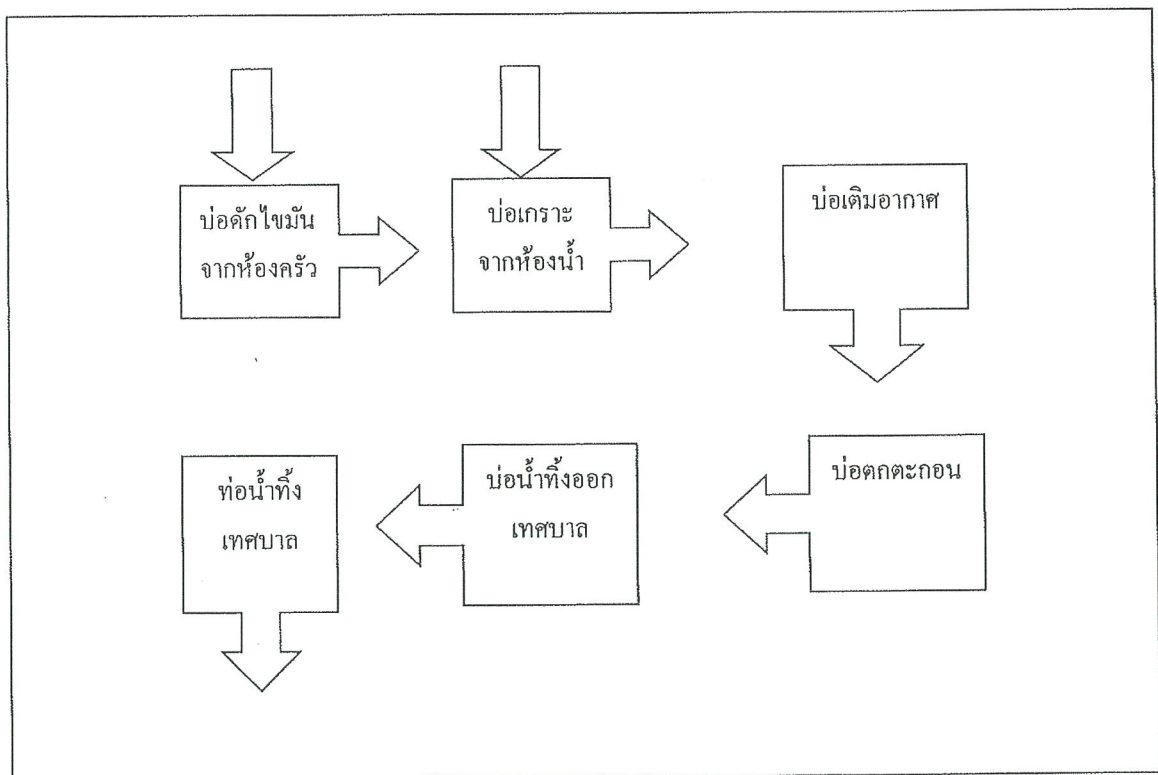 บ่อดักไขมัน
จากห้องครัว
บ่อเกราะ
จากห้องน้ำ
บ่อเติมอากาศ
บ่อตกตะกอน
บ่อน้ำทิ้งออก
เทศบาล
ท่อน้ำทิ้ง
เทศบาล